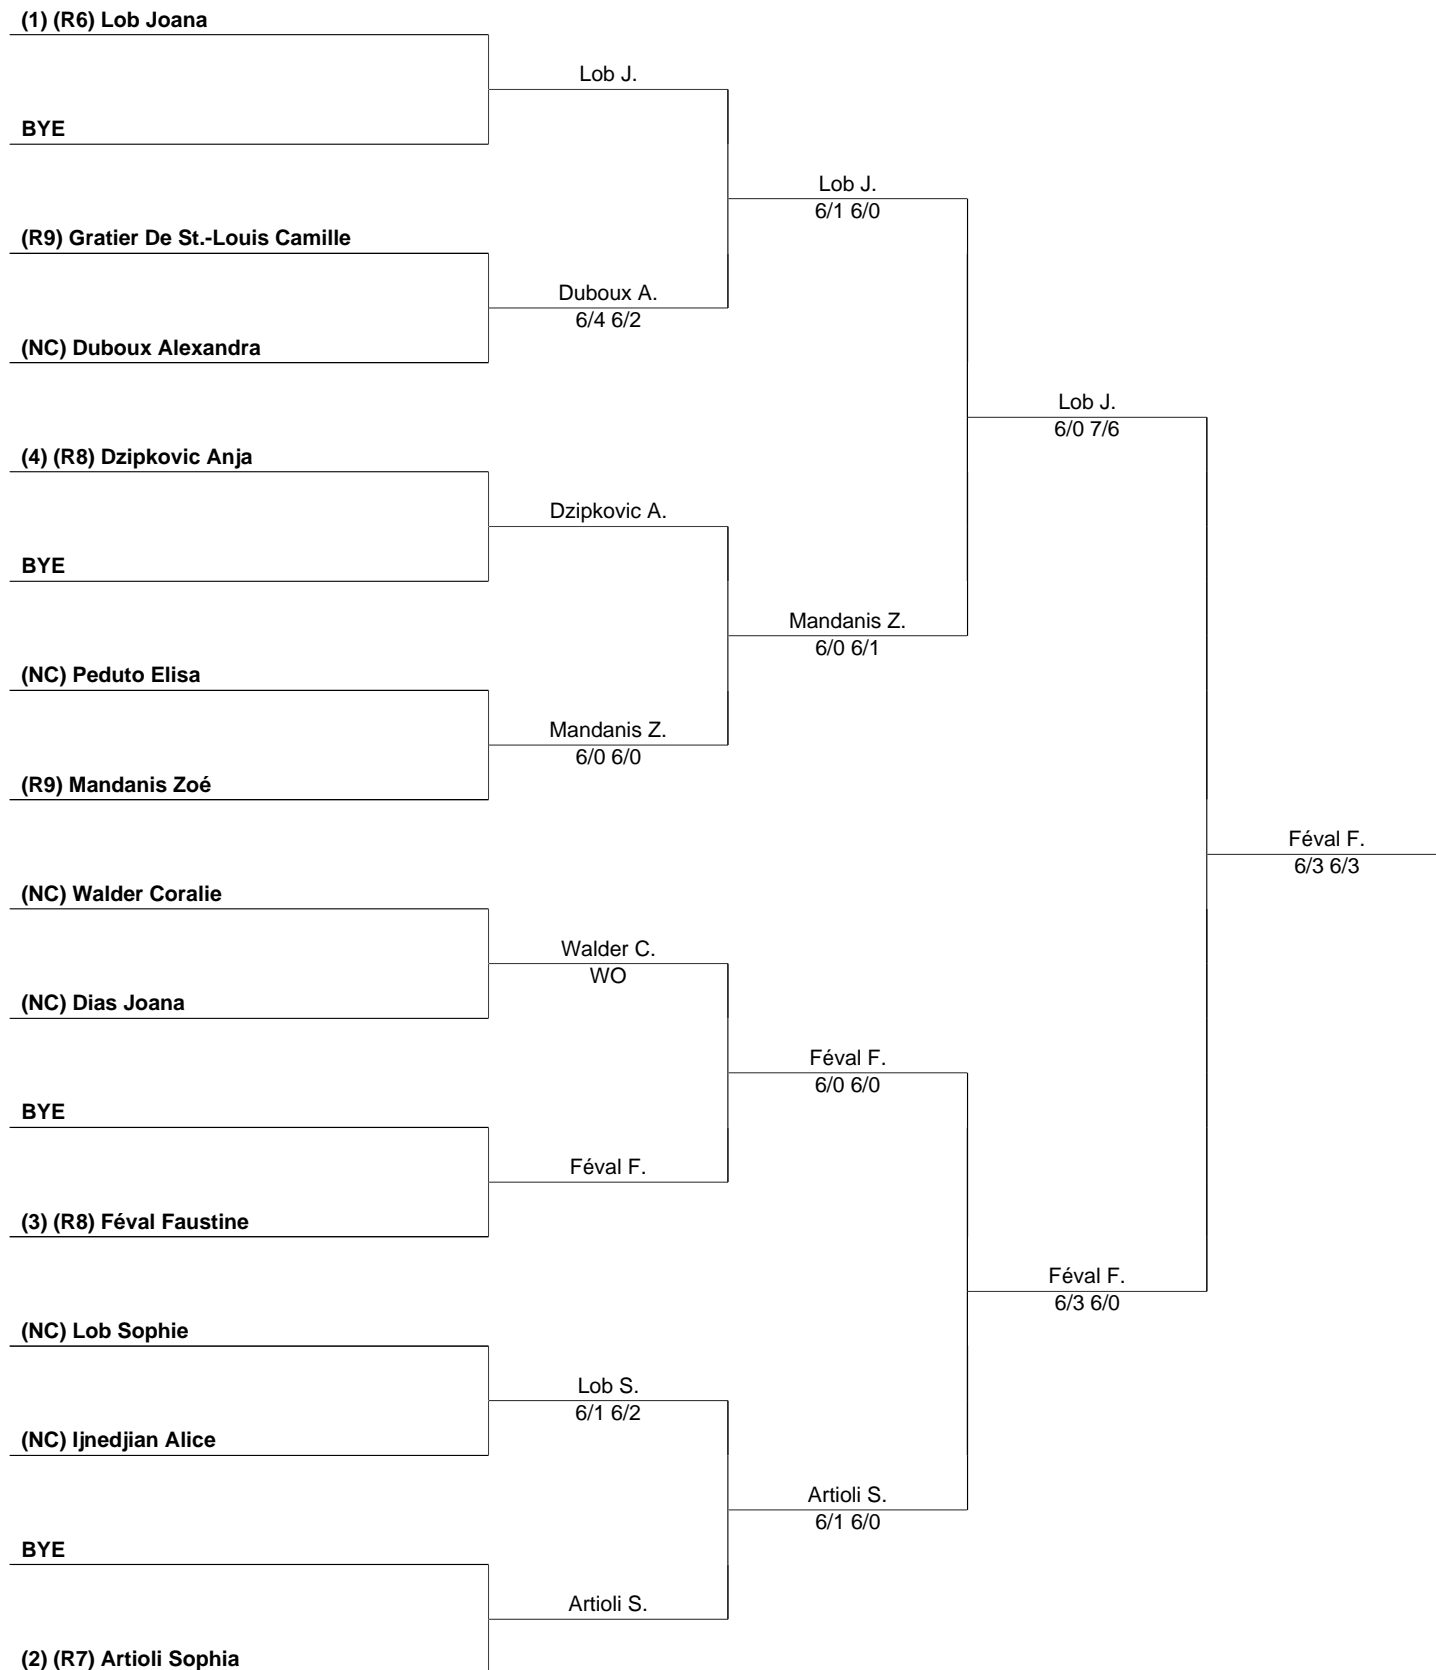 (1) (R6) Lob Joana
Lob J.
BYE
Lob J.
6/1 6/0
(R9) Gratier De St.-Louis Camille
Duboux A.
6/4 6/2
(NC) Duboux Alexandra
Lob J.
6/0 7/6
(4) (R8) Dzipkovic Anja
Dzipkovic A.
BYE
Mandanis Z.
6/0 6/1
(NC) Peduto Elisa
Mandanis Z.
6/0 6/0
(R9) Mandanis Zoé
Féval F.
6/3 6/3
(NC) Walder Coralie
Walder C.
WO
(NC) Dias Joana
Féval F.
6/0 6/0
BYE
Féval F.
(3) (R8) Féval Faustine
Féval F.
6/3 6/0
(NC) Lob Sophie
Lob S.
6/1 6/2
(NC) Ijnedjian Alice
Artioli S.
6/1 6/0
BYE
Artioli S.
(2) (R7) Artioli Sophia